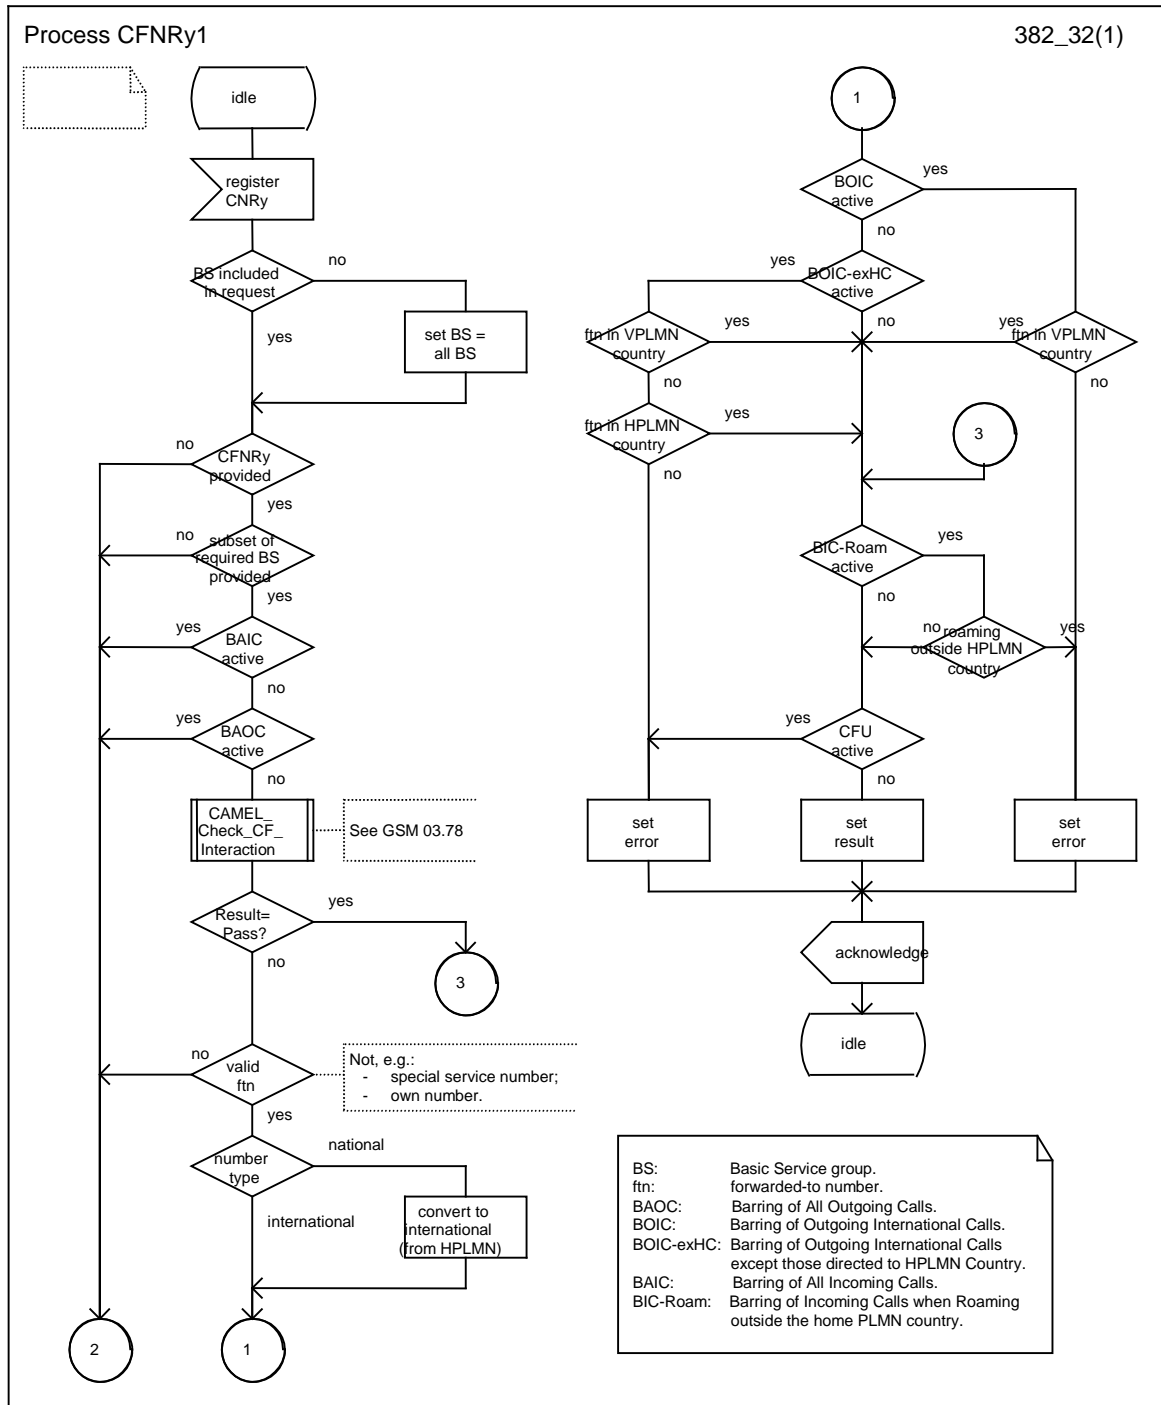 Process CFNRy1
382_32(1)
idle
register
CNRy
BS included
in request
no
yes
set BS =
all BS
no
CFNRy
provided
yes
no
subset of
required BS
provided
yes
yes
BAIC
active
no
yes
BAOC
active
no
CAMEL_
Check_CF_
Interaction
See GSM 03.78
Result=
Pass?
yes
no
3
no
valid
ftn
Not, e.g.:
- special service number;
- own number.
yes
number
type
national
international
convert to
international
(from HPLMN)
2
1
1
BOIC
active
yes
no
yes
BOIC-exHC
active
no
ftn in VPLMN
country
yes
no
yes
ftn in VPLMN
country
no
ftn in HPLMN
country
yes
no
3
BIC-Roam
active
yes
no
no
roaming
outside HPLMN
country
yes
yes
CFU
active
no
set
error
set
result
set
error
acknowledge
idle
BS: Basic Service group.
ftn: forwarded-to number.
BAOC: Barring of All Outgoing Calls.
BOIC: Barring of Outgoing International Calls.
BOIC-exHC: Barring of Outgoing International Calls
except those directed to HPLMN Country.
BAIC: Barring of All Incoming Calls.
BIC-Roam: Barring of Incoming Calls when Roaming
outside the home PLMN country.